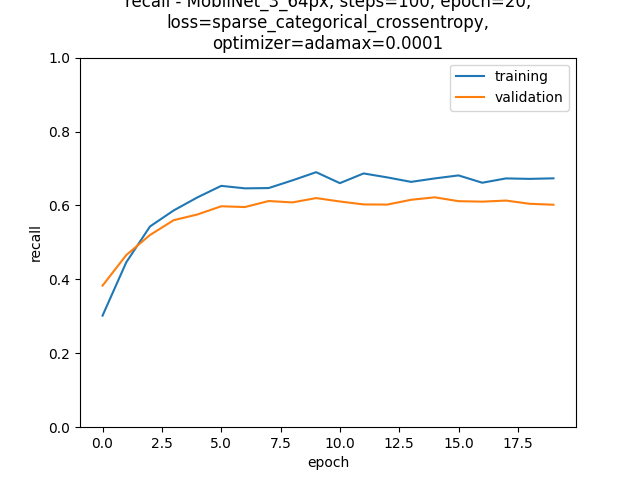 recall - MobilNet_3_64px, steps=100, epoch=20,
loss=sparse_categorical_crossentropy,
optimizer=adamax=0.0001
1.0
training
validation
0.8
0.6
recall
0.4
0.2
0.0
0.0 2.5 5.0 7.5 10.0 12.5 15.0 17.5
epoch